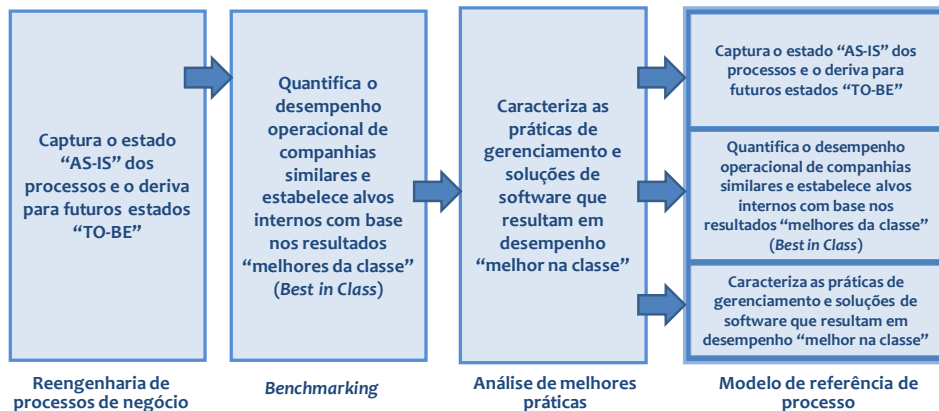 Captura o estado
“AS-IS” dos
processos e o deriva
para futuros estados
“TO-BE”
Reengenharia de
processos de negócio
Quantifica o
desempenho
operacional de
companhias
similares e
estabelece alvos
internos com base
nos resultados
“melhores da classe”
(Best in Class)
Benchmarking
Caracteriza as
práticas de
gerenciamento e
soluções de
software que
resultam em
desempenho
“melhor na classe”
Análise de melhores
práticas
Captura o estado “AS-IS” dos
processos e o deriva para
futuros estados “TO-BE”
Quantifica o desempenho
operacional de companhias
similares e estabelece alvos
internos com base nos
resultados “melhores da classe”
(Best in Class)
Caracteriza as práticas de
gerenciamento e soluções de
software que resultam em
desempenho “melhor na classe”
Modelo de referência de
processo